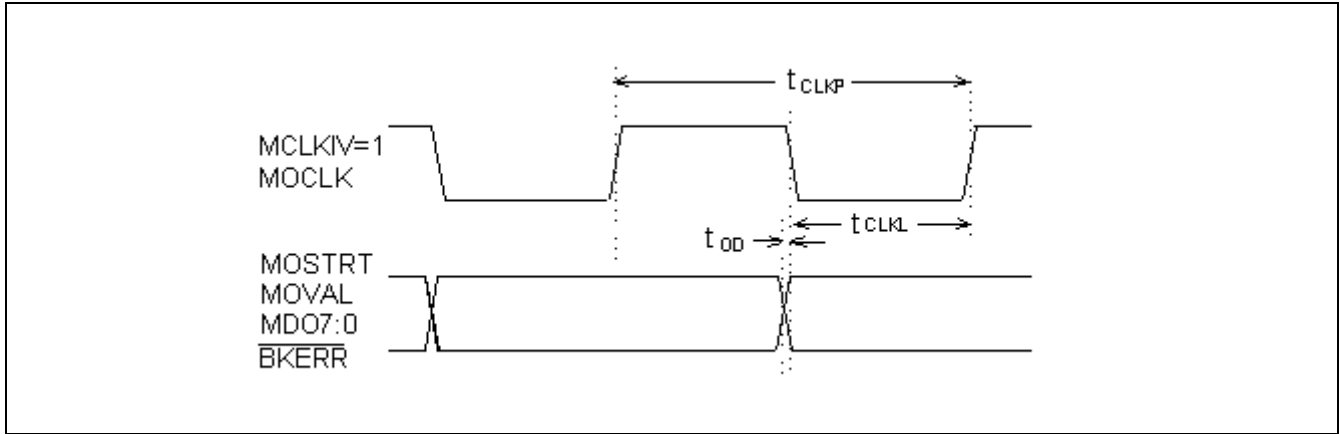 tCLKP
MCLKIV=1
MOCLK
tCLKL
tOD
MOSTRT
MOVAL
MDO7:0
BKERR